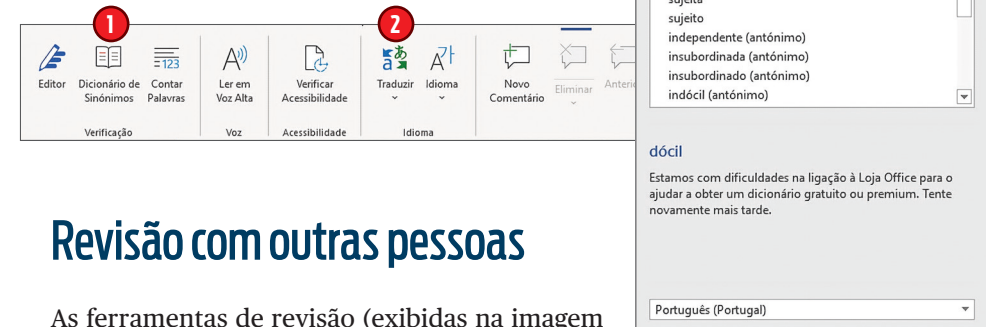 1
2
Editor
Dicionário de
Sinónimos
Contar
Palavras
Verificação
Ler em
Voz Alta
Voz
Verificar
Acessibilidade
Acessibilidade
Traduzir
Idioma
Idioma
Novo
Comentário
Eliminar
sujeito
independente (antónimo)
insubordinada (antónimo)
insubordinado (antónimo)
indócil (antónimo)
dócil
Estamos com dificuldades na ligação à Loja Office para o
ajudar a obter um dicionário gratuito ou premium. Tente
novamente mais tarde.
Português (Portugal)
Revisão com outras pessoas
As ferramentas de revisão (exibidas na imagem